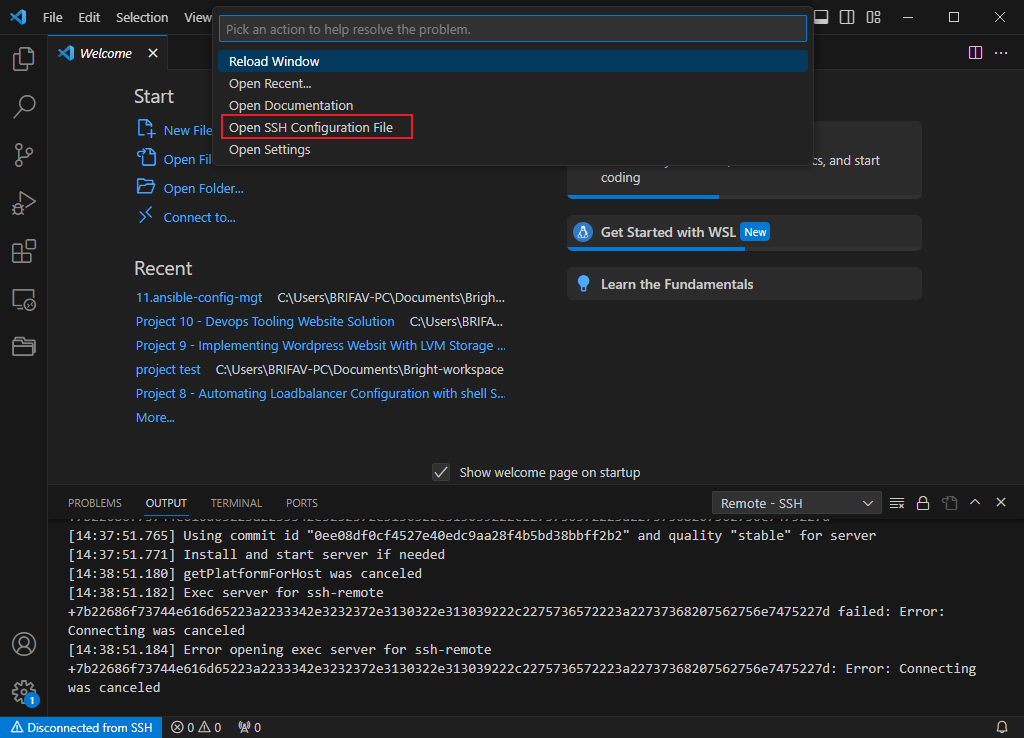 File Edit Selection View
Pick an action to help resolve the problem.
Reload Window
Open Recent...
Open Documentation
Open SSH Configuration File
Open Settings
Welcome
Start
New File
Open Fil
Open Folder...
Connect to...
Recent
11.ansible-config-mgt C:\Users\BRIFAV-PC\Documents\Brigh...
Project 10 - Devops Tooling Website Solution C:\Users\BRIFA...
Project 9 - Implementing Wordpress Websit With LVM Storage ...
project test C:\Users\BRIFAV-PC\Documents\Bright-workspace
Project 8 - Automating Loadbalancer Configuration with shell S...
More...
cs, and start
coding
Get Started with WSL New
Learn the Fundamentals
Show welcome page on startup
PROBLEMS OUTPUT TERMINAL PORTS Remote - SSH
[14:37:51.765] Using commit id "0ee08df0cf4527e40edc9aa28f4b5bd38bbff2b2" and quality "stable" for server
[14:37:51.771] Install and start server if needed
[14:38:51.180] getPlatformForHost was canceled
[14:38:51.182] Exec server for ssh-remote
+7b22686f73744e616d65223a2233342e3232372e3130322e313039222c2275736572223a22737368207562756e7475227d failed: Error:
Connecting was canceled
[14:38:51.184] Error opening exec server for ssh-remote
+7b22686f73744e616d65223a2233342e3232372e3130322e313039222c2275736572223a22737368207562756e7475227d: Error: Connecting
was canceled
1
Disconnected from SSH 0 0 0